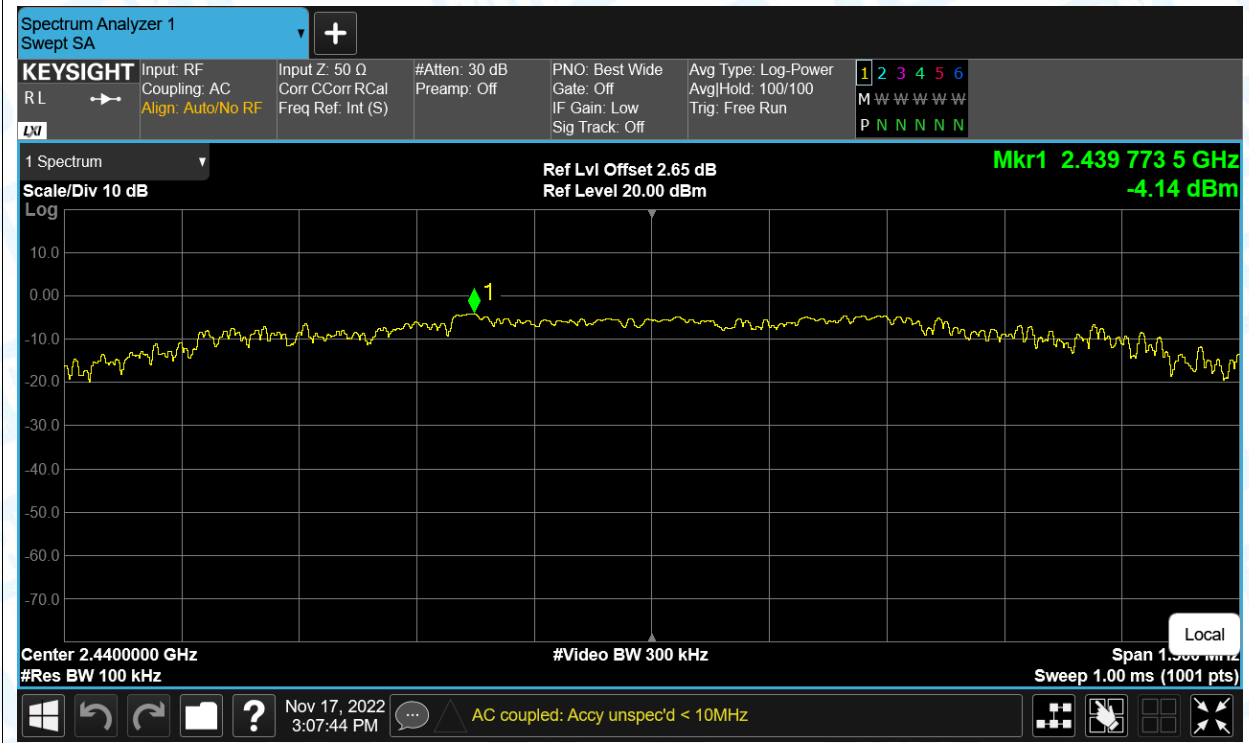 Spectrum Analyzer 1
Swept SA
KEYSIGHT
R L
LXI
Input: RF
Coupling: AC
Align: Auto/No RF
Input Z: 50 Ω
Corr CCorr RCal
Freq Ref: Int (S)
#Atten: 30 dB
Preamp: Off
PNO: Best Wide
Gate: Off
IF Gain: Low
Sig Track: Off
Avg Type: Log-Power
Avg|Hold: 100/100
Trig: Free Run
1 2 3 4 5 6
M W W W W W
P N N N N N
1 Spectrum
Scale/Div 10 dB
Ref Lvl Offset 2.65 dB
Ref Level 20.00 dBm
Mkr1 2.439 773 5 GHz
-4.14 dBm
Log
10.0
0.00
-10.0
-20.0
-30.0
-40.0
-50.0
-60.0
-70.0
1
Center 2.4400000 GHz
#Res BW 100 kHz
#Video BW 300 kHz
Local
Span
Sweep 1.00 ms (1001 pts)
?
Nov 17, 2022
3:07:44 PM
AC coupled: Accy unspec'd < 10MHz